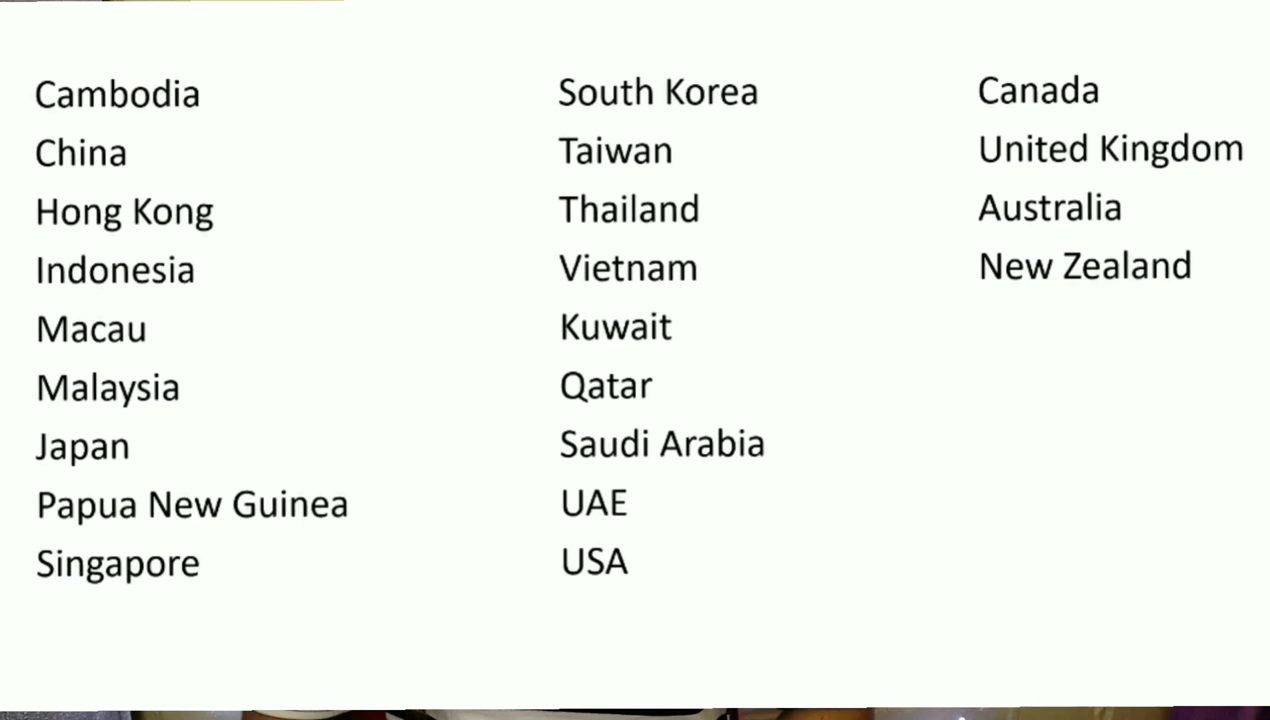 Cambodia
China
Hong Kong
Indonesia
Macau
Malaysia
Japan
Papua New Guinea
Singapore
South Korea
Taiwan
Thailand
Vietnam
Kuwait
Qatar
Saudi Arabia
UAE
USA
Canada
United Kingdom
Australia
New Zealand